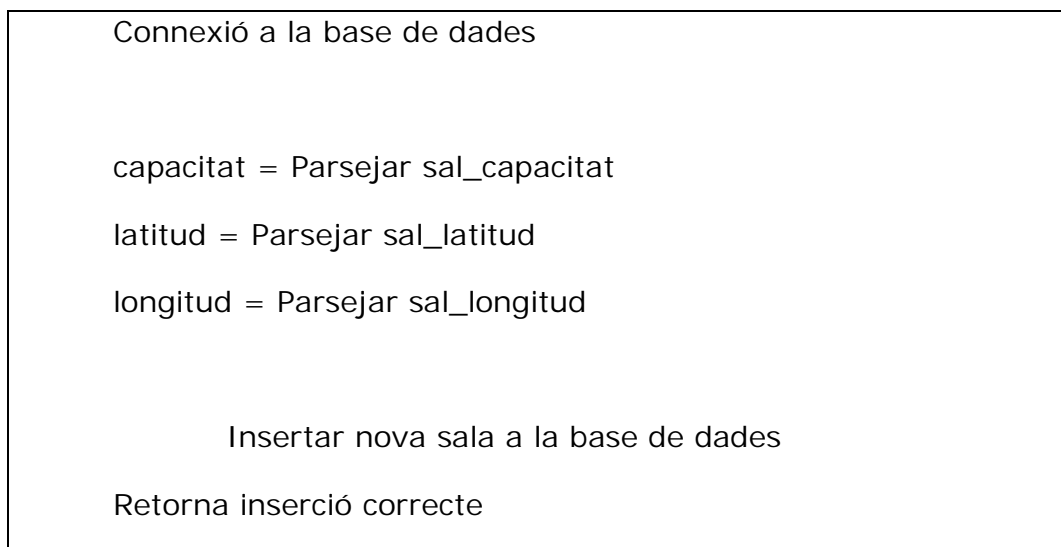 Connexió a la base de dades
capacitat = Parsejar sal_capacitat
latitud = Parsejar sal_latitud
longitud = Parsejar sal_longitud
Insertar nova sala a la base de dades
Retorna inserció correcte